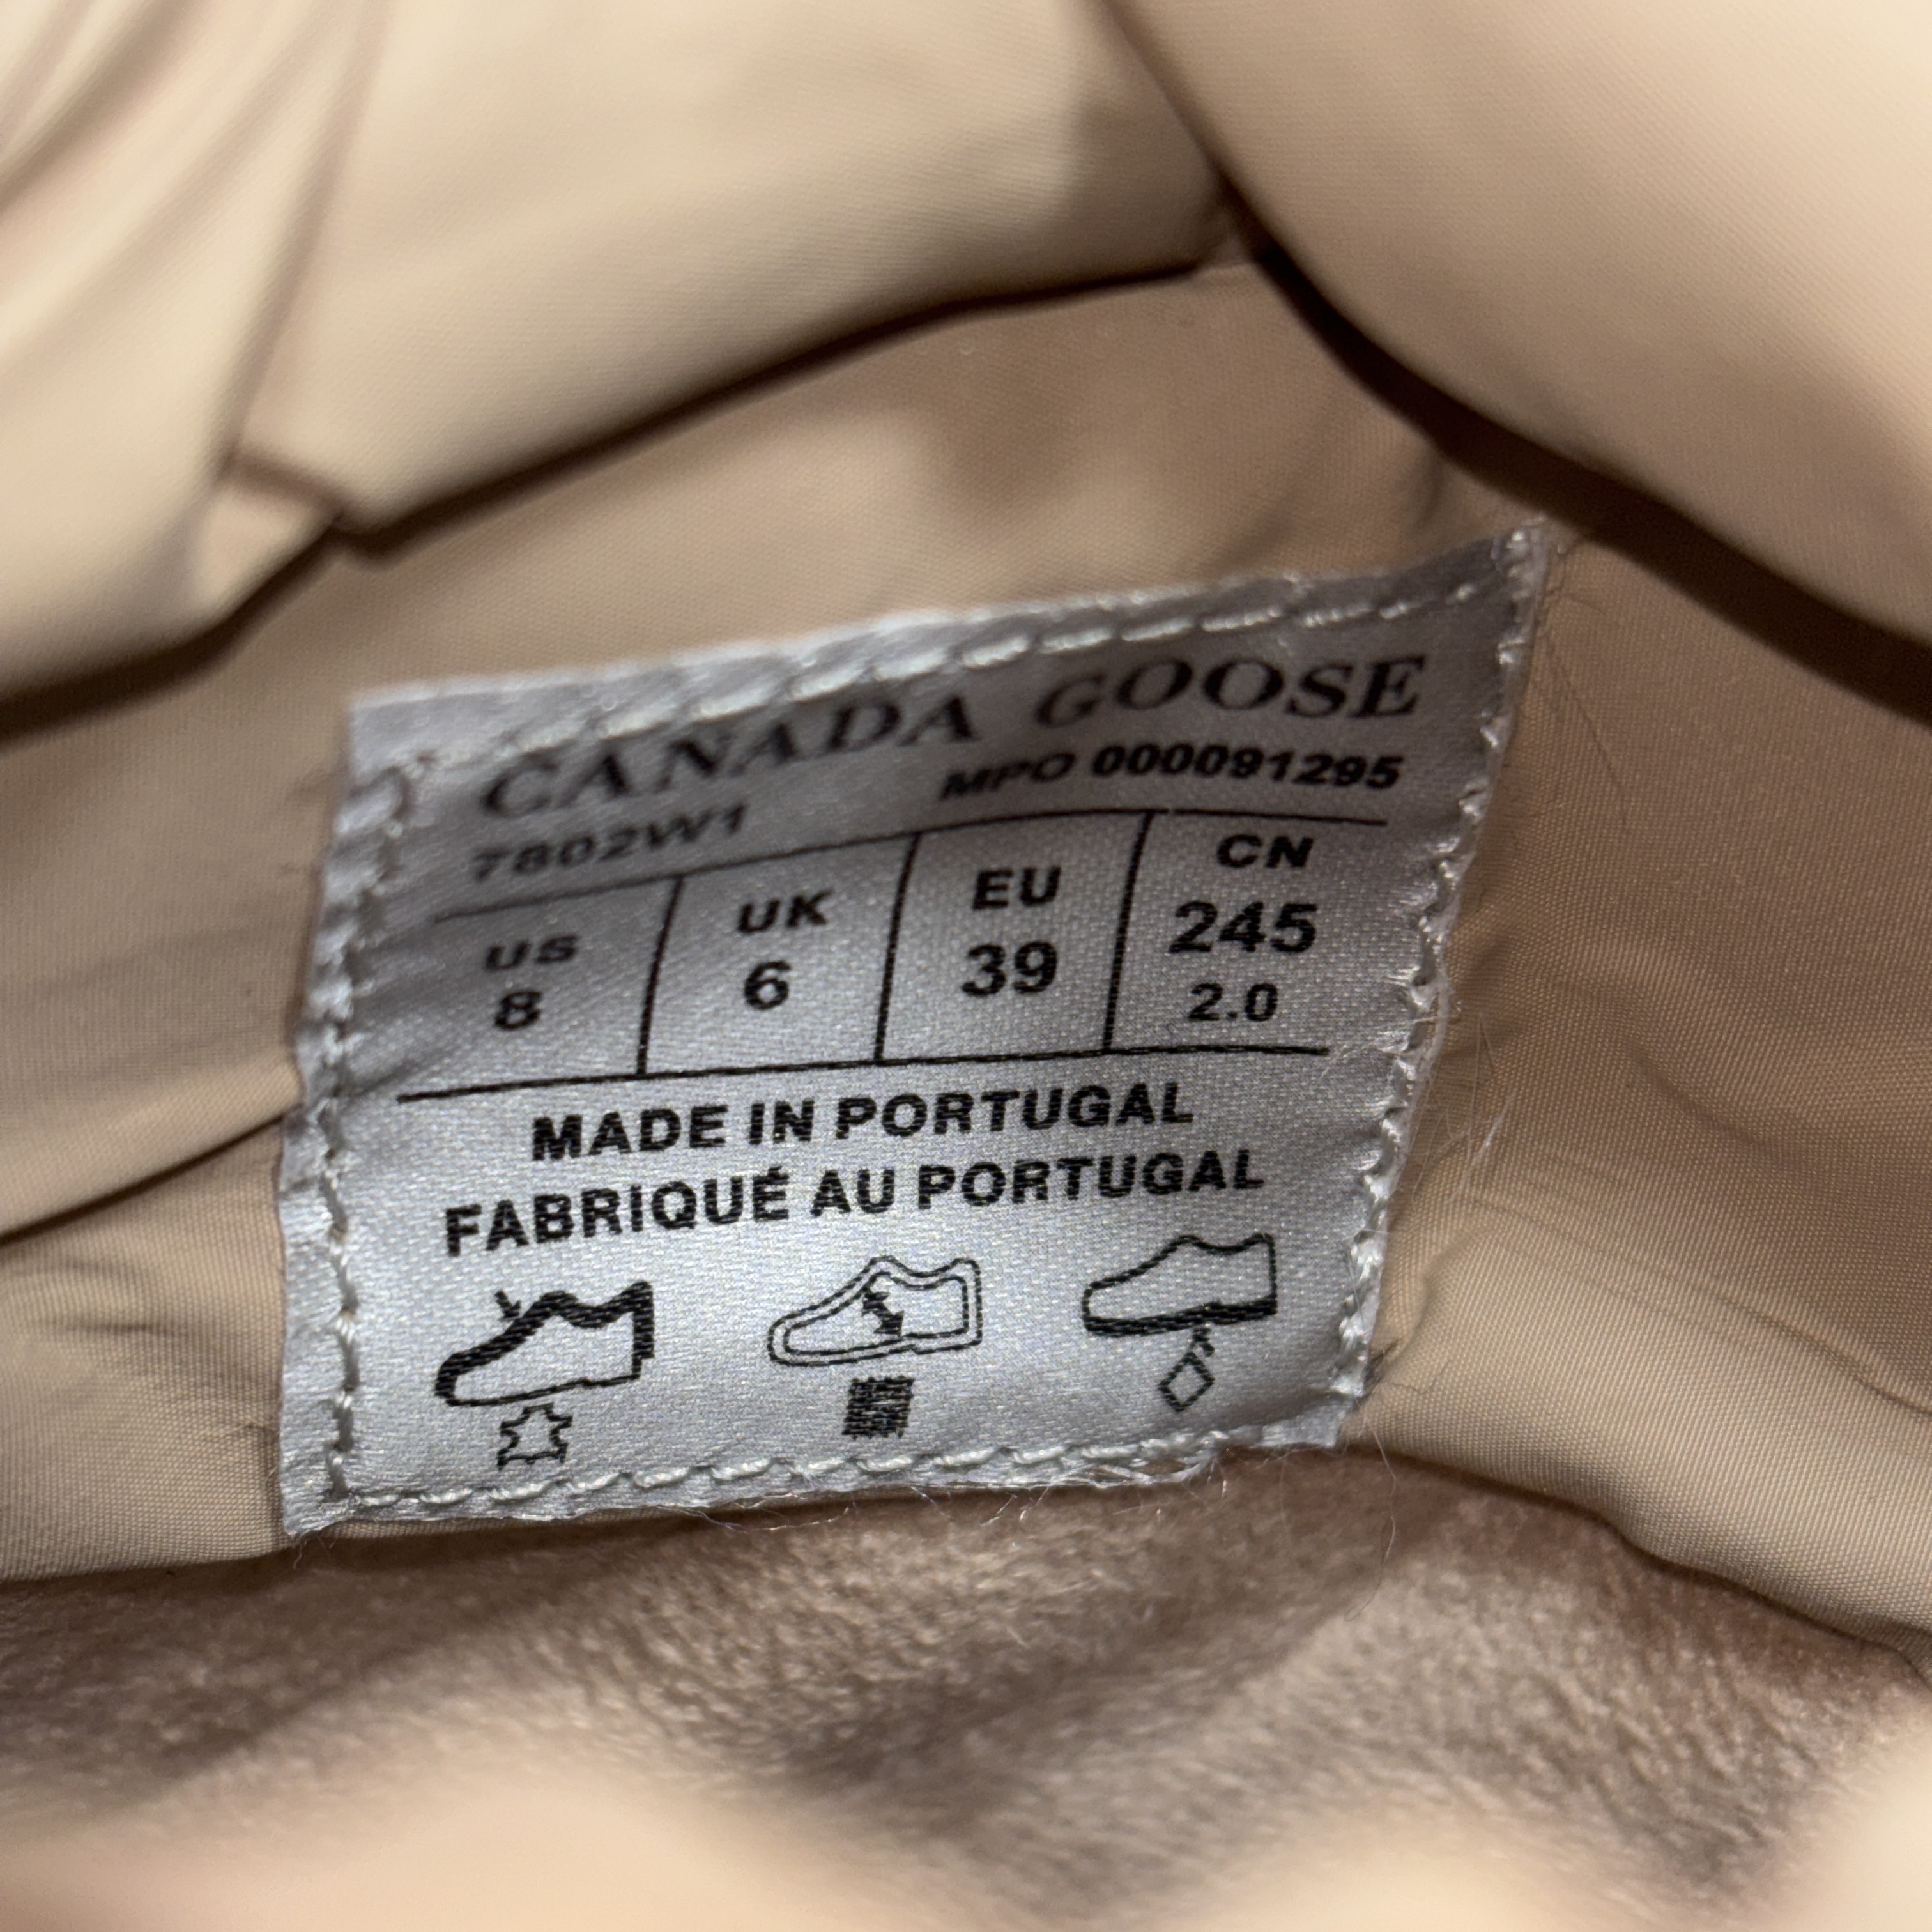 CANADA GOOSE
7802W1 MPO 000091295
US UK EU CN
8 6 39 245
2.0
MADE IN PORTUGAL
FABRIQUÉ AU PORTUGAL